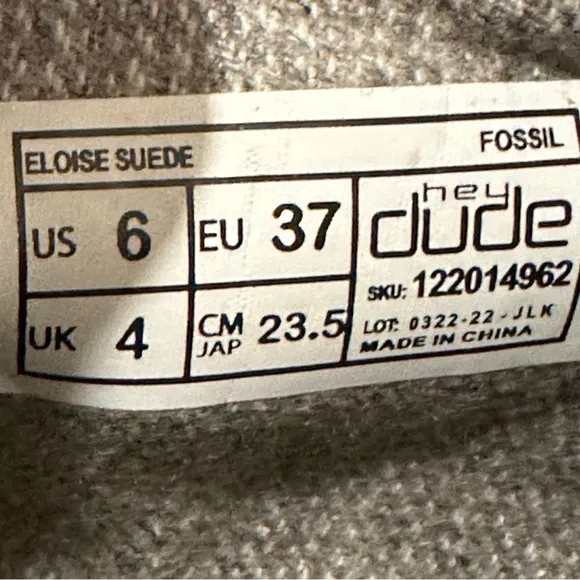 ELOISE SUEDE FOSSIL
US 6 EU 37
hey
dude
SKU: 122014962
UK 4 CM JAP 23.5
LOT: 0322-22-JLK
MADE IN CHINA